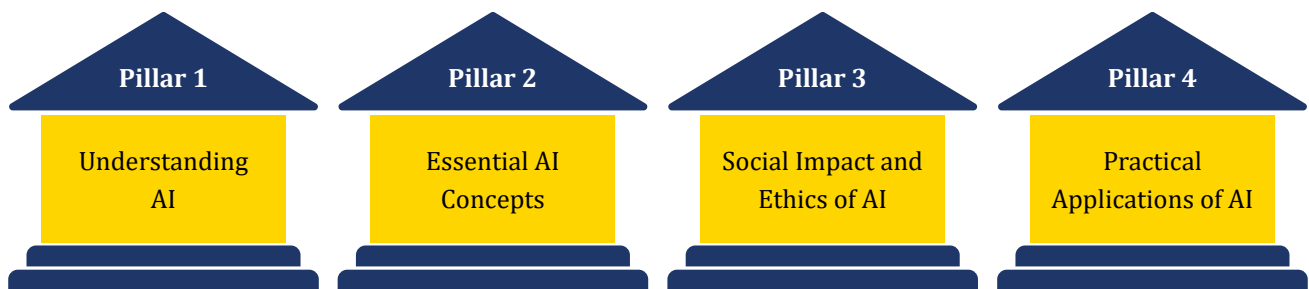 Pillar 1
Understanding
AI
Pillar 2
Essential AI
Concepts
Pillar 3
Social Impact and
Ethics of AI
Pillar 4
Practical
Applications of AI